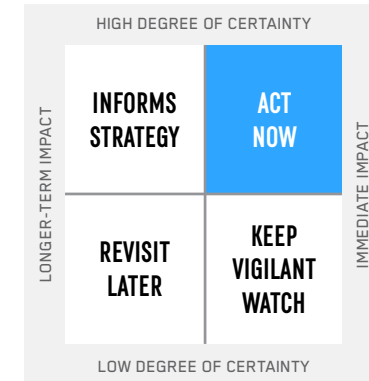 HIGH DEGREE OF CERTAINTY
LONGER-TERM IMPACT
INFORMS
STRATEGY
ACT
NOW
IMMEDIATE IMPACT
REVISIT
LATER
KEEP
VIGILANT
WATCH
LOW DEGREE OF CERTAINTY